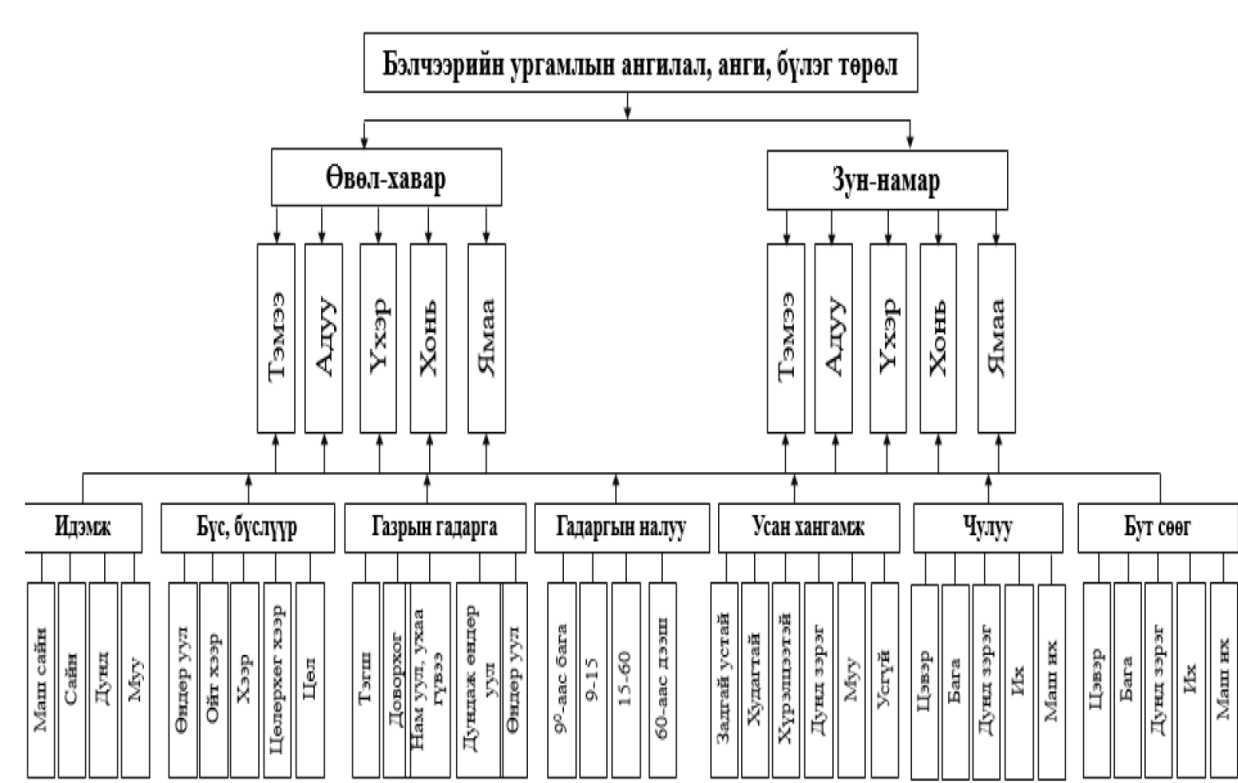 Бэлчээрийн ургамлын ангилал, анги, бүлэг төрөл
Өвөл-хавар
Зун-намар
Тэмээ
Адуу
Үхэр
Хонь
Ямаа
Тэмээ
Адуу
Үхэр
Хонь
Ямаа
Идэмж
Бүс, бүслүүр
Газрын гадарга
Гадаргын налуу
Усан хангамж
Чулуу
Бут сөөг
Маш сайн
Сайн
Дунд
Муу
Өндөр уул
Ойт хээр
Хээр
Цөлөрхөг хээр
Цөл
Тэгш
Доворхог
Нам уул, ухаа
гүвээ
Дундаж өндөр
уул
Өндөр уул
9⁰-аас бага
9-15
15-60
60-аас дээш
Задгай устай
Худагтай
Хүрэлцээтэй
Дунд зэрэг
Муу
Усгүй
Цэвэр
Бага
Дунд зэрэг
Их
Маш их
Цэвэр
Бага
Дунд зэрэг
Их
Маш их